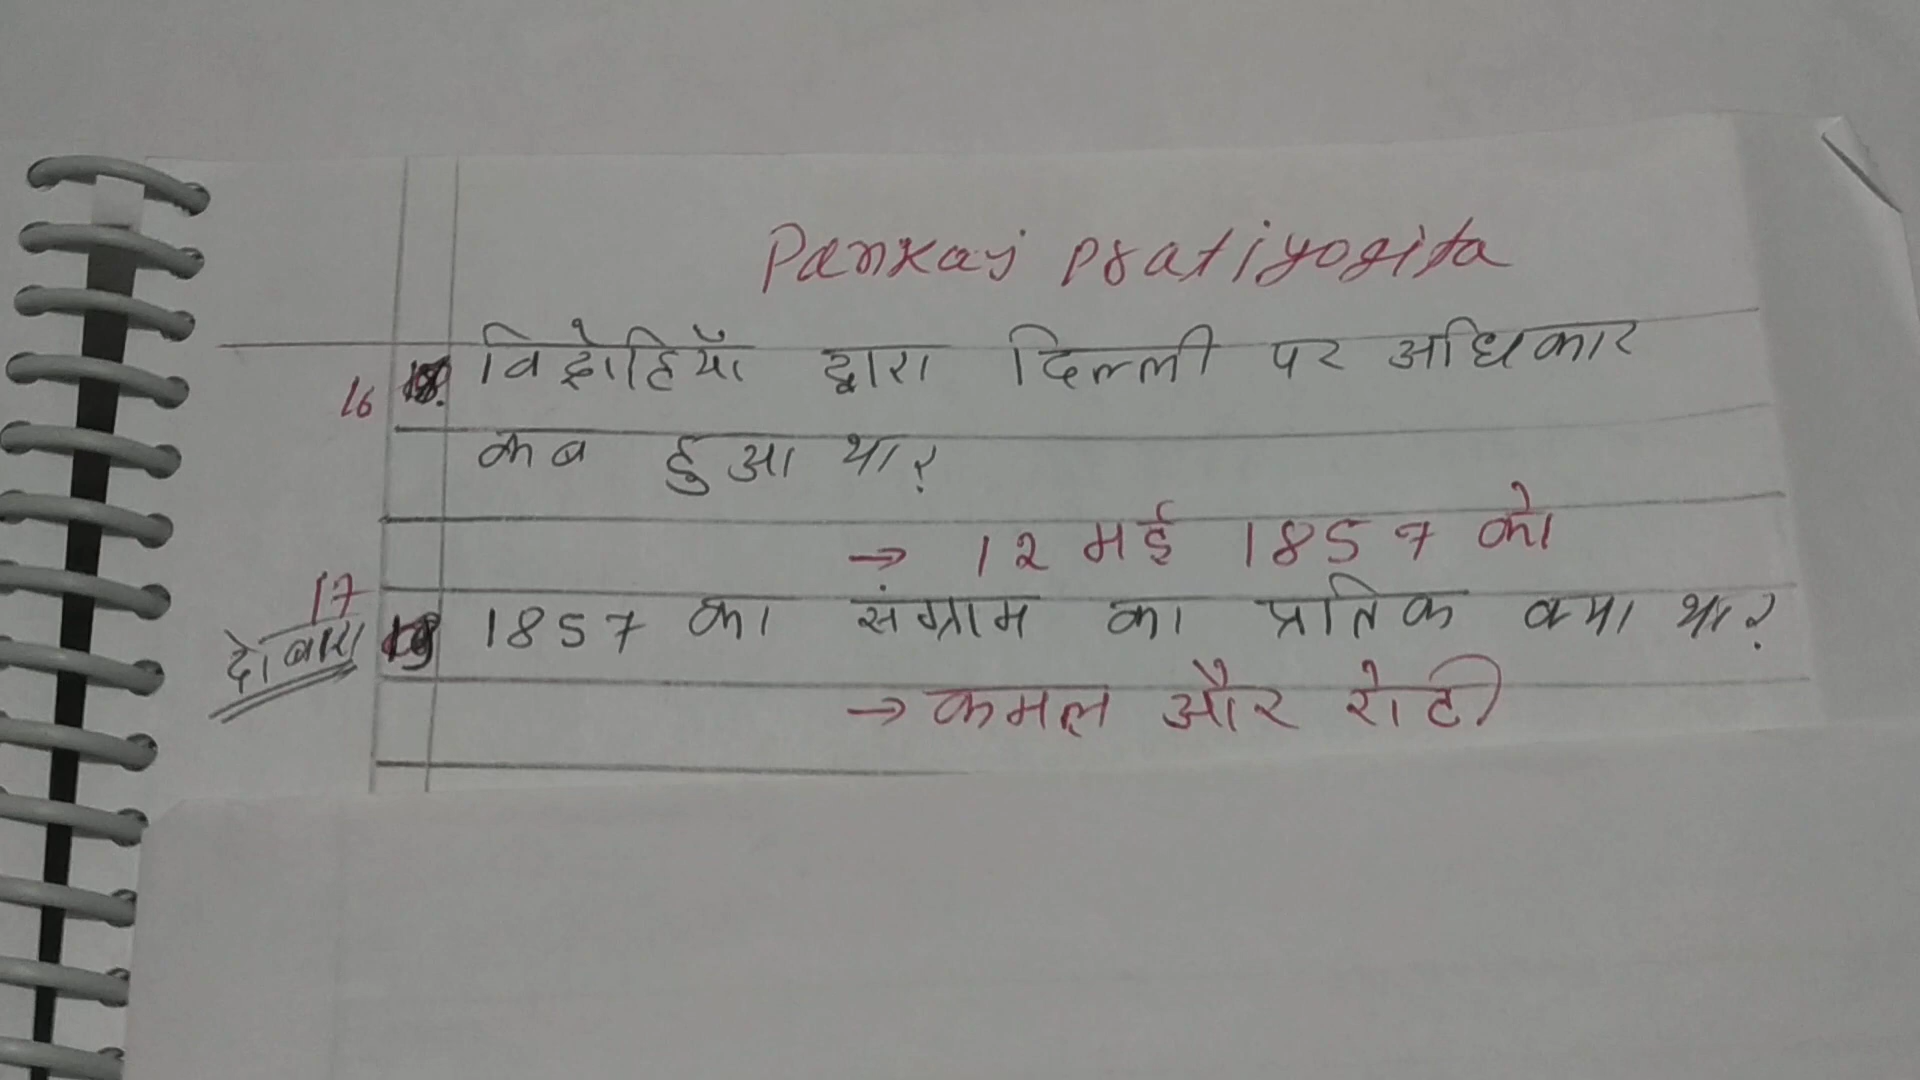 Pankaj Pratiyogita
16 विद्रोहियों द्वारा दिल्ली पर अधिकार
कब हुआ था?
→ 12 मई 1857 को
17
दोबारा 1857 का संग्राम का प्रतिक क्या था?
→ कमल और रोटी